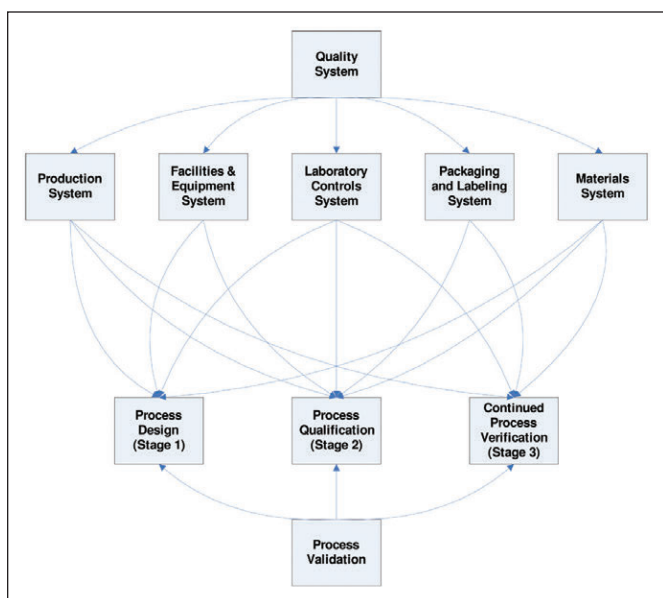 Quality
System
Production
System
Facilities &
Equipment
System
Laboratory
Controls
System
Packaging
and Labeling
System
Materials
System
Process
Design
(Stage 1)
Process
Qualification
(Stage 2)
Continued
Process
Verification
(Stage 3)
Process
Validation